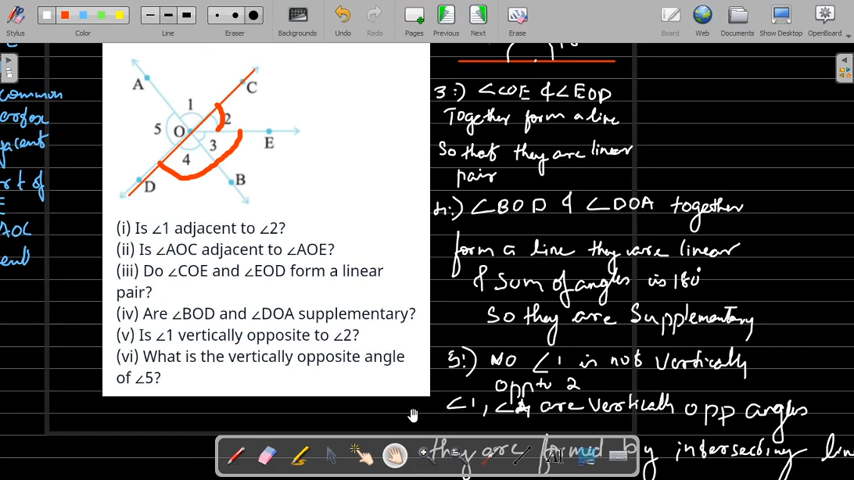 Stylus
Color
Line
Eraser
Backgrounds
Undo
Redo
Pages
Previous
Next
Erase
Board
Web
Documents
Show Desktop
OpenBoard
common
A
C
1
2
5
O
3
E
4
D
B
(i) Is ∠1 adjacent to ∠2?
(ii) Is ∠AOC adjacent to ∠AOE?
(iii) Do ∠COE and ∠EOD form a linear
pair?
(iv) Are ∠BOD and ∠DOA supplementary?
(v) Is ∠1 vertically opposite to ∠2?
(vi) What is the vertically opposite angle
of ∠5?
E
AOC
3:) ∠COE & ∠EOD
Together form a line
So that they are linear
pair
4:) ∠BOD & ∠DOA together
form a line they are linear
& Sum of angles is 180°
So they are Supplementary
5:) NO ∠1 is not vertically
opp to 2
∠1, ∠4 are vertically opp angles
they are formed by intersecting